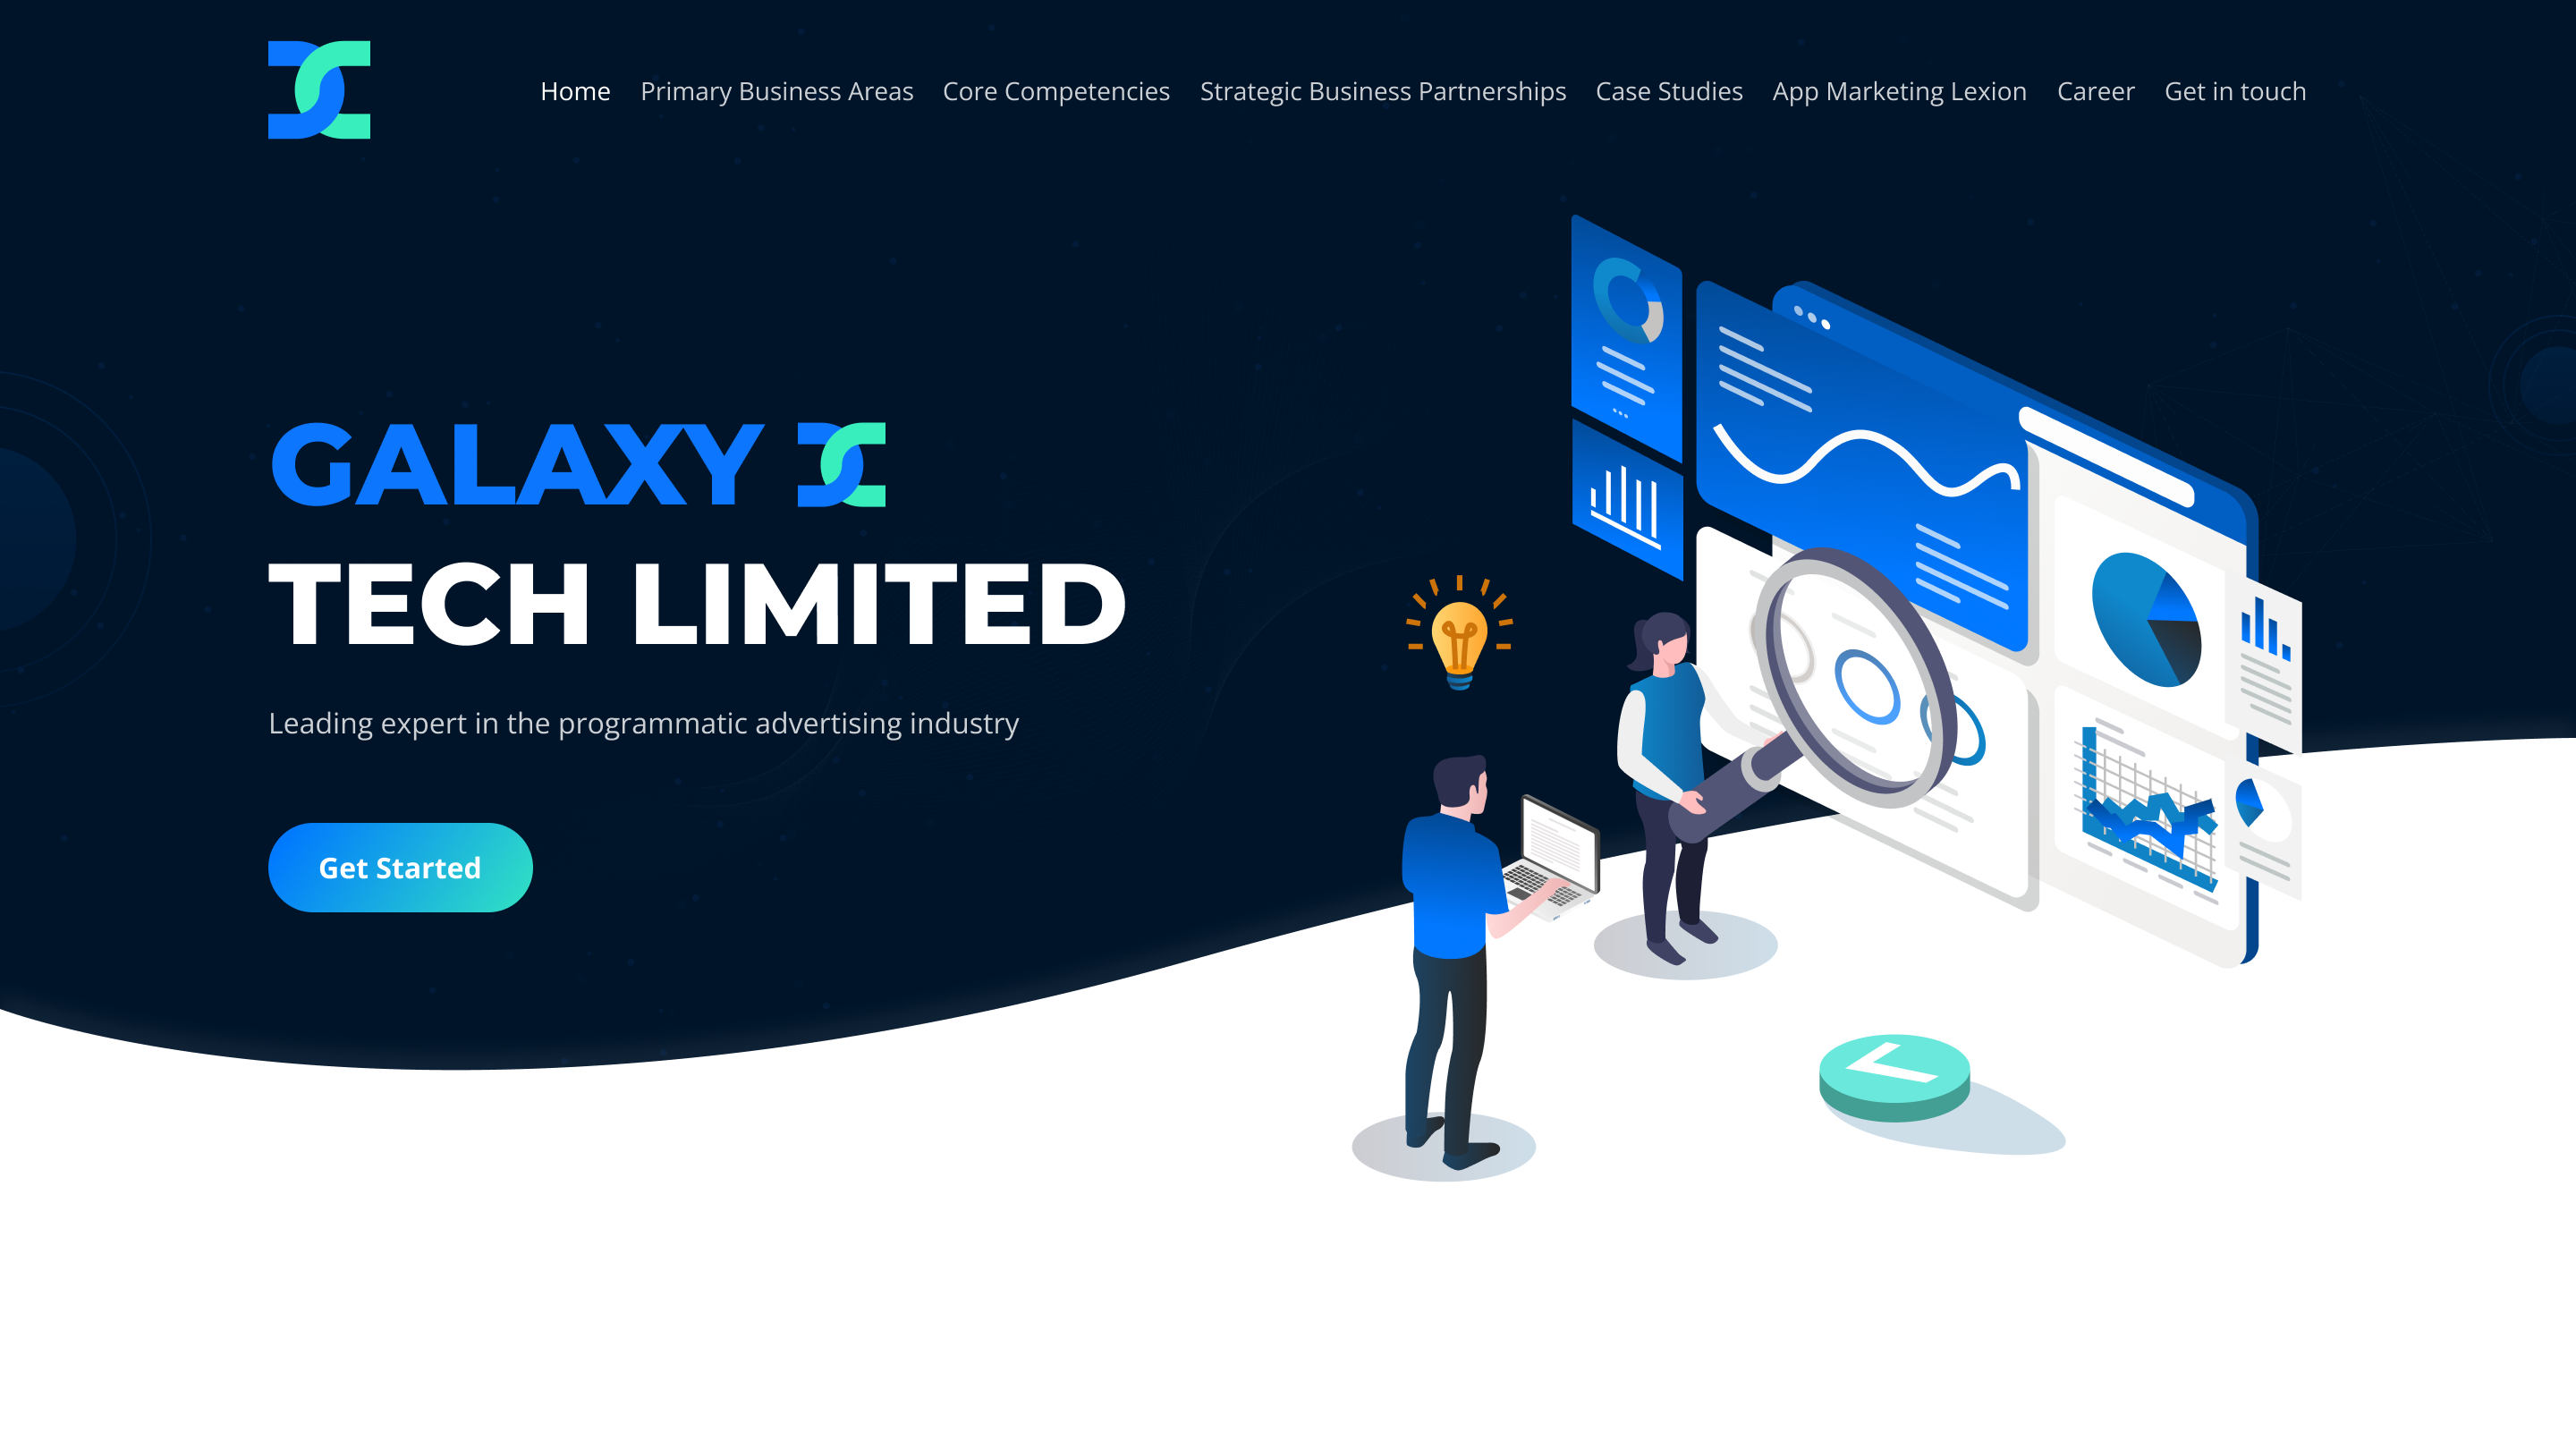 Home Primary Business Areas Core Competencies Strategic Business Partnerships Case Studies App Marketing Lexion Career Get in touch
GALAXY
TECH LIMITED
Leading expert in the programmatic advertising industry
Get Started